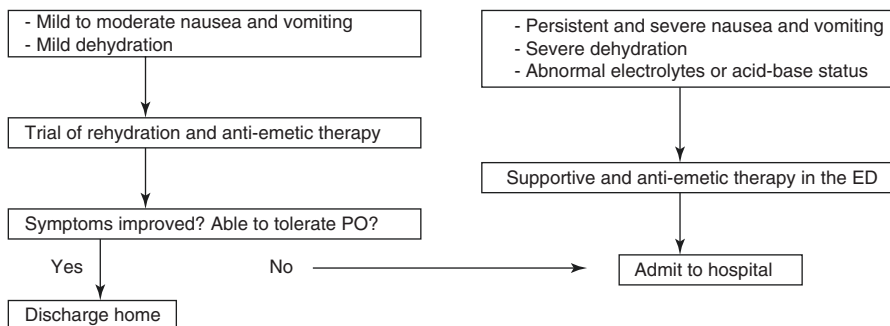 - Mild to moderate nausea and vomiting
- Mild dehydration
Trial of rehydration and anti-emetic therapy
Symptoms improved? Able to tolerate PO?
Yes
No
Discharge home
- Persistent and severe nausea and vomiting
- Severe dehydration
- Abnormal electrolytes or acid-base status
Supportive and anti-emetic therapy in the ED
Admit to hospital